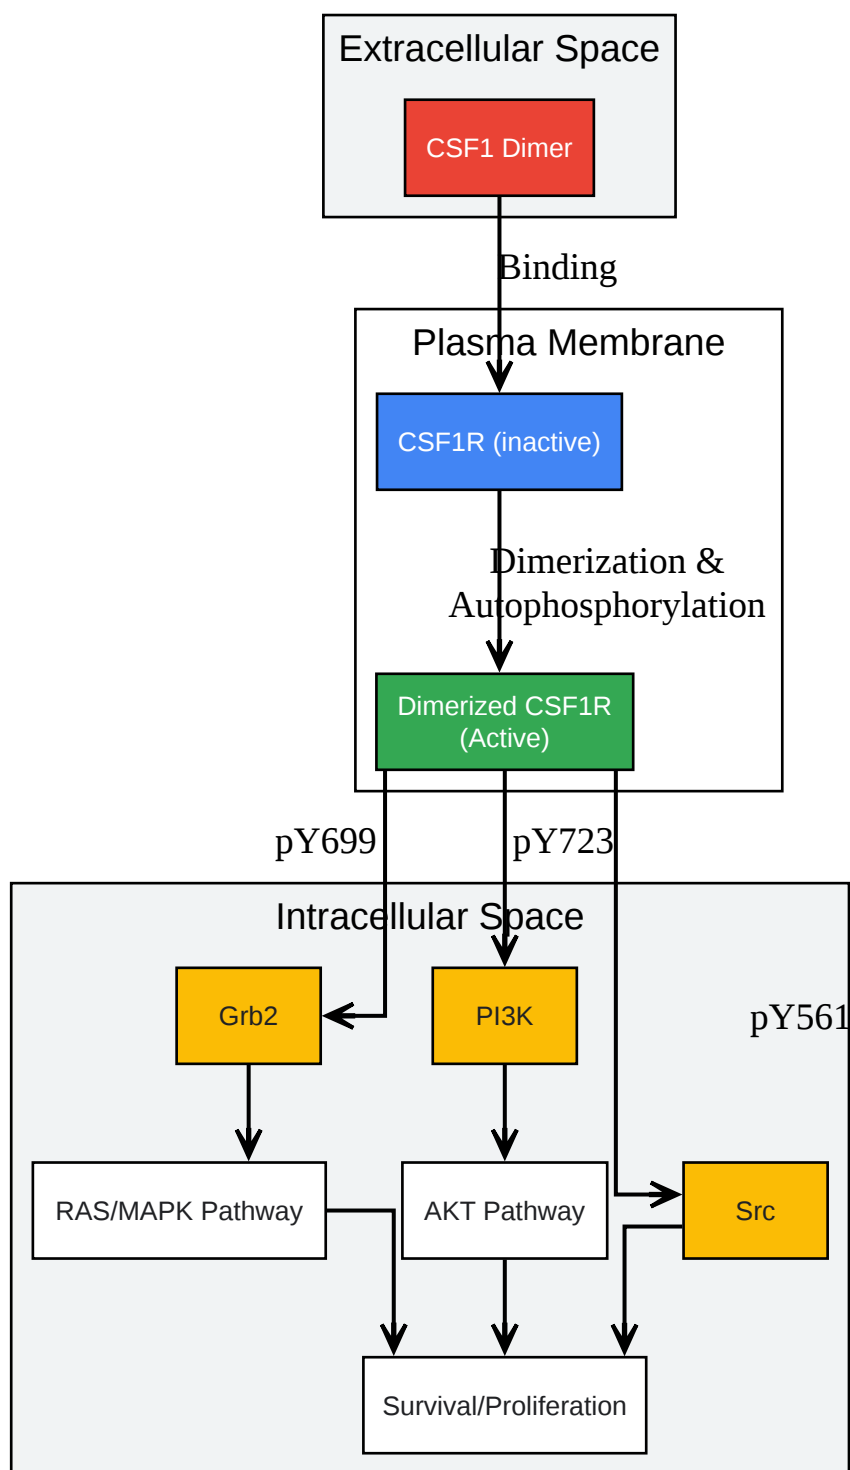 Extracellular Space
CSF1 Dimer
Binding
Plasma Membrane
CSF1R (inactive)
Dimerization &
Autophosphorylation
Dimerized CSF1R
(Active)
pY699
pY723
Intracellular Space
Grb2
PI3K
pY561
RAS/MAPK Pathway
AKT Pathway
Src
Survival/Proliferation